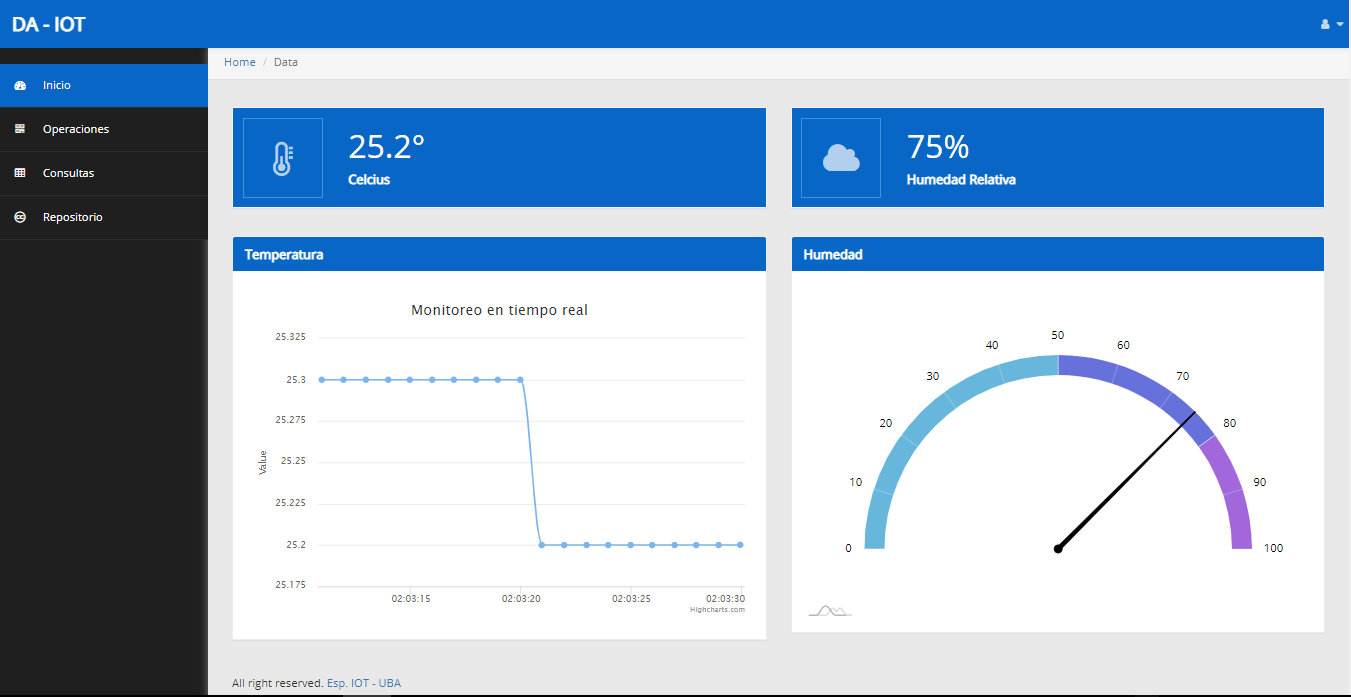 DA - IOT
Inicio
Operaciones
Consultas
Repositorio
Home / Data
25.2°
Celcius
75%
Humedad Relativa
Temperatura
Monitoreo en tiempo real
Value
25.325
25.3
25.275
25.25
25.225
25.2
25.175
02:03:15 02:03:20 02:03:25 02:03:30
Highcharts.com
Humedad
0
10
20
30
40
50
60
70
80
90
100
All right reserved. Esp. IOT - UBA